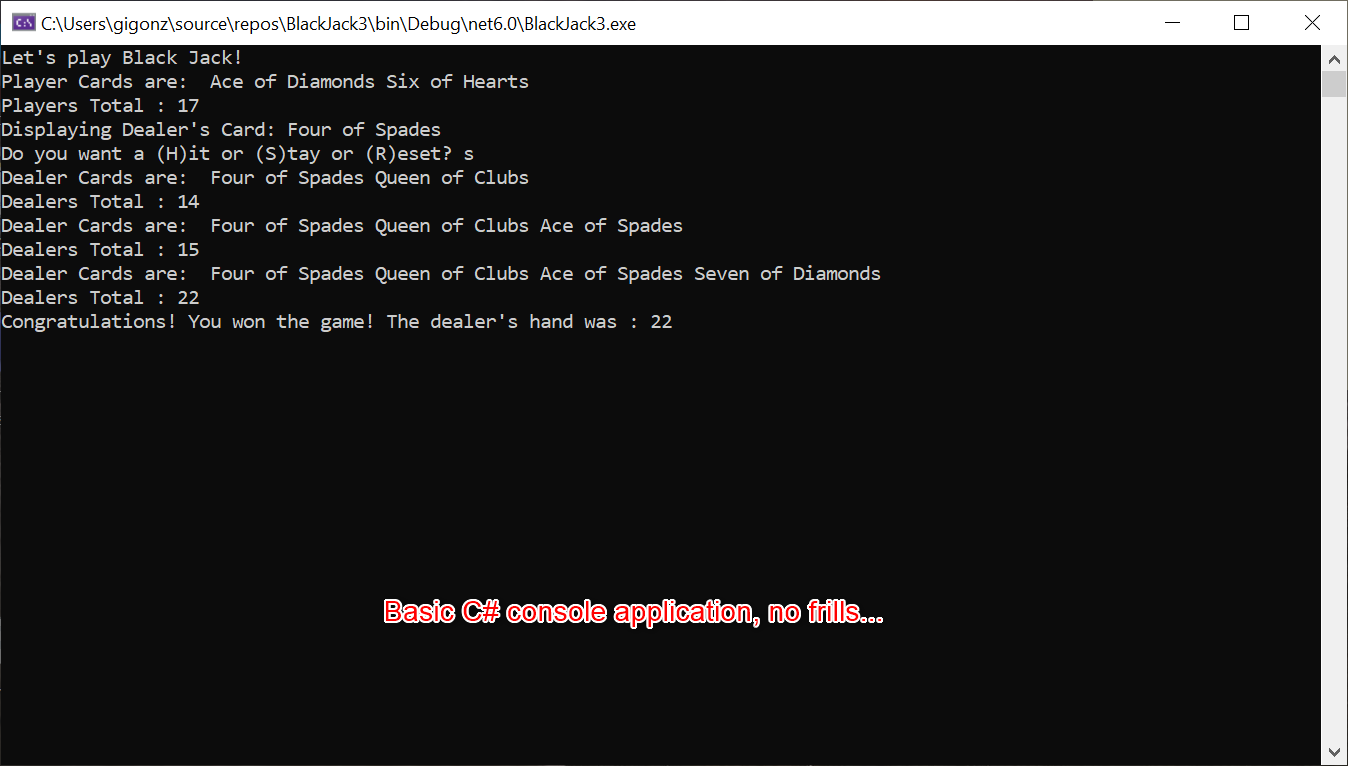 C:\Users\gigonz\source\repos\BlackJack3\bin\Debug\net6.0\BlackJack3.exe
Let's play Black Jack!
Player Cards are:  Ace of Diamonds Six of Hearts
Players Total : 17
Displaying Dealer's Card: Four of Spades
Do you want a (H)it or (S)tay or (R)eset? s
Dealer Cards are:  Four of Spades Queen of Clubs
Dealers Total : 14
Dealer Cards are:  Four of Spades Queen of Clubs Ace of Spades
Dealers Total : 15
Dealer Cards are:  Four of Spades Queen of Clubs Ace of Spades Seven of Diamonds
Dealers Total : 22
Congratulations! You won the game! The dealer's hand was : 22
Basic C# console application, no frills...